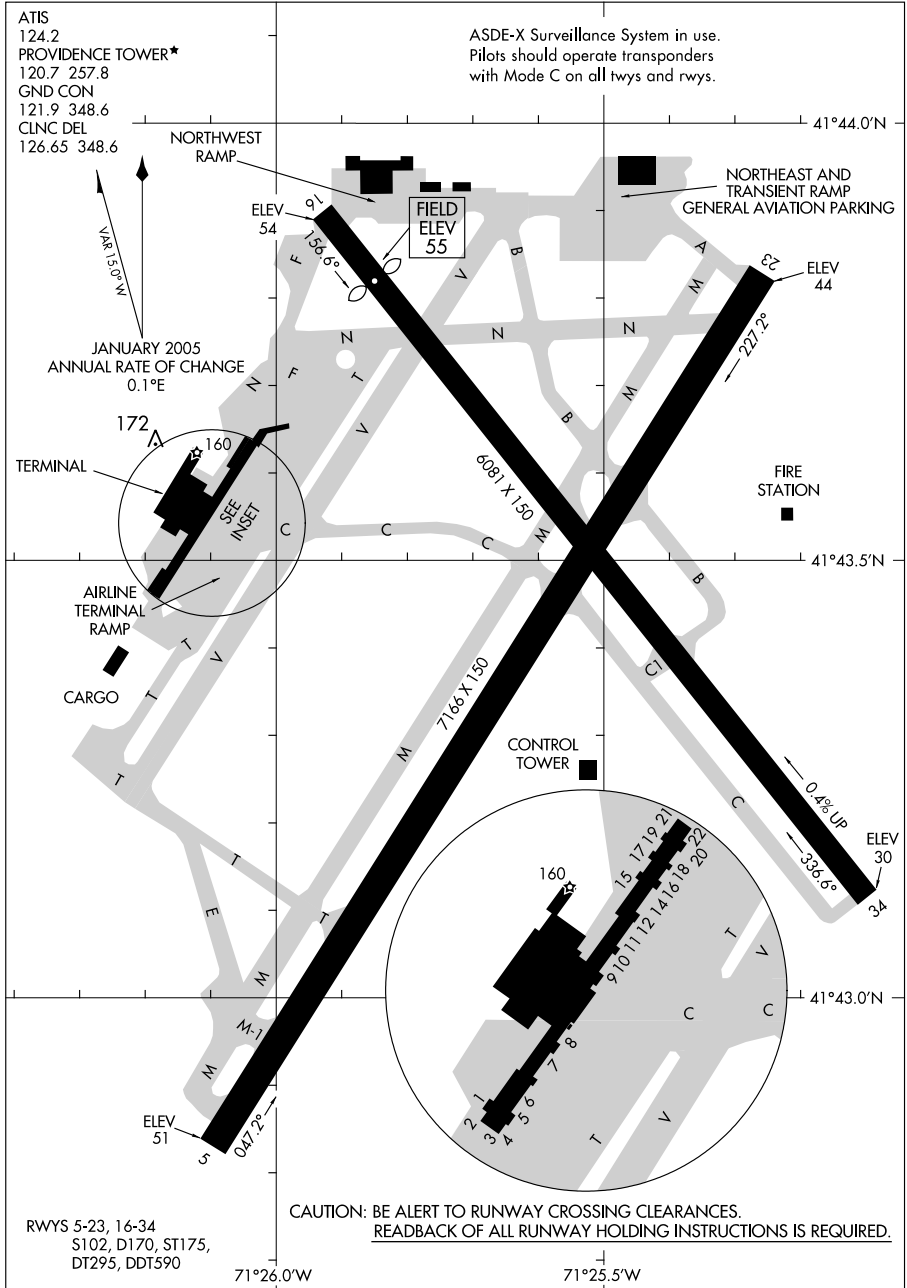 ATIS
124.2
PROVIDENCE TOWER★
120.7 257.8
GND CON
121.9 348.6
CLNC DEL
126.65 348.6
ASDE-X Surveillance System in use.
Pilots should operate transponders
with Mode C on all twys and rwys.
41°44.0'N
NORTHWEST
RAMP
NORTHEAST AND
TRANSIENT RAMP
GENERAL AVIATION PARKING
VAR 15.0° W
JANUARY 2005
ANNUAL RATE OF CHANGE
0.1°E
ELEV
54
16
156.6°
FIELD
ELEV
55
F
V
B
A
M
23
ELEV
44
227.2°
N
N
N
N
F
T
V
M
B
172
160
TERMINAL
SEE
INSET
6081 X 150
FIRE
STATION
C
C
C
M
41°43.5'N
B
AIRLINE
TERMINAL
RAMP
T
V
T
CARGO
C1
7166 X 150
M
T
CONTROL
TOWER
C
0.4% UP
336.6°
ELEV
30
34
T
E
T
M
M-1
M
ELEV
51
5
047.2°
160
15
17
19
21
22
20
18
16
14
12
11
10
9
8
7
6
5
4
3
2
1
T
V
C
C
T
V
41°43.0'N
CAUTION: BE ALERT TO RUNWAY CROSSING CLEARANCES.
READBACK OF ALL RUNWAY HOLDING INSTRUCTIONS IS REQUIRED.
RWYS 5-23, 16-34
S102, D170, ST175,
DT295, DDT590
71°26.0'W
71°25.5'W